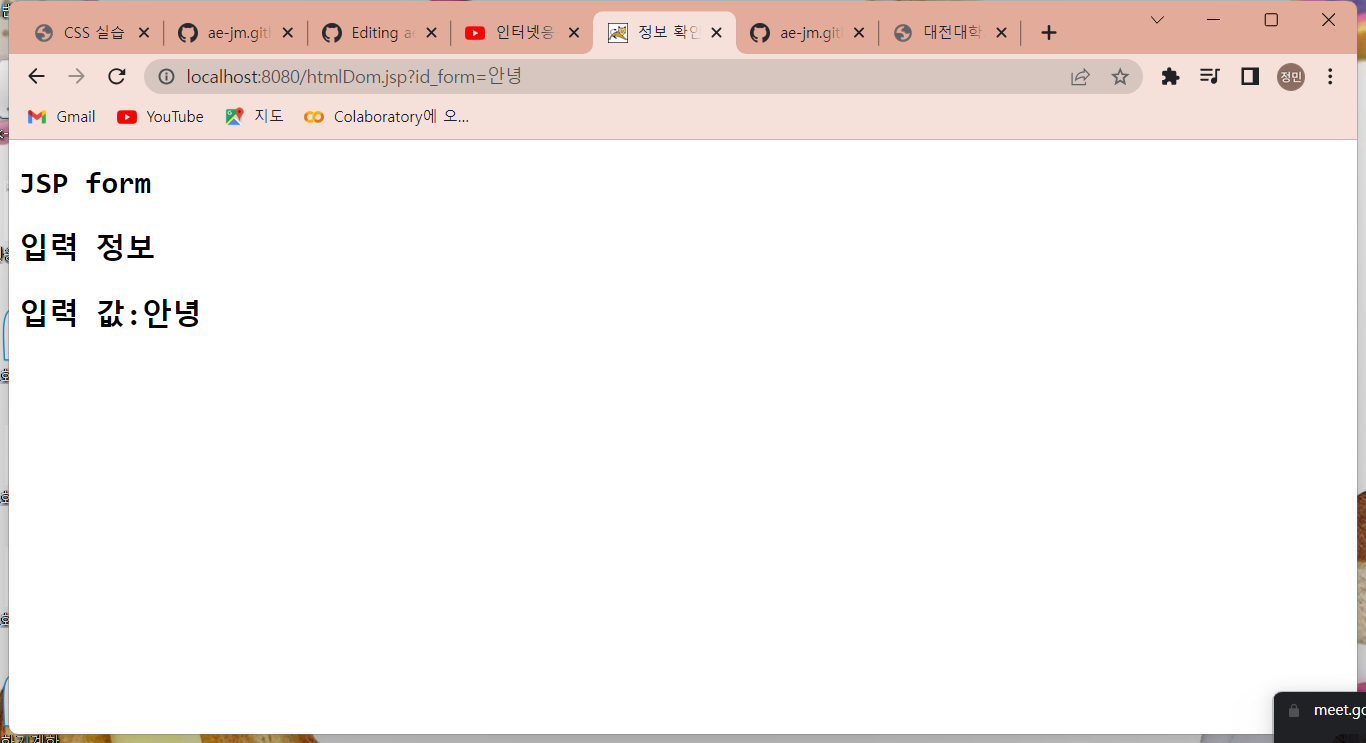 CSS 실습
ae-jm.gitl
Editing ae
인터넷응
정보 확인
ae-jm.gitl
대전대학
localhost:8080/htmlDom.jsp?id_form=안녕
정민
Gmail
YouTube
지도
Colaboratory에 오...
JSP form
입력 정보
입력 값:안녕
meet.go